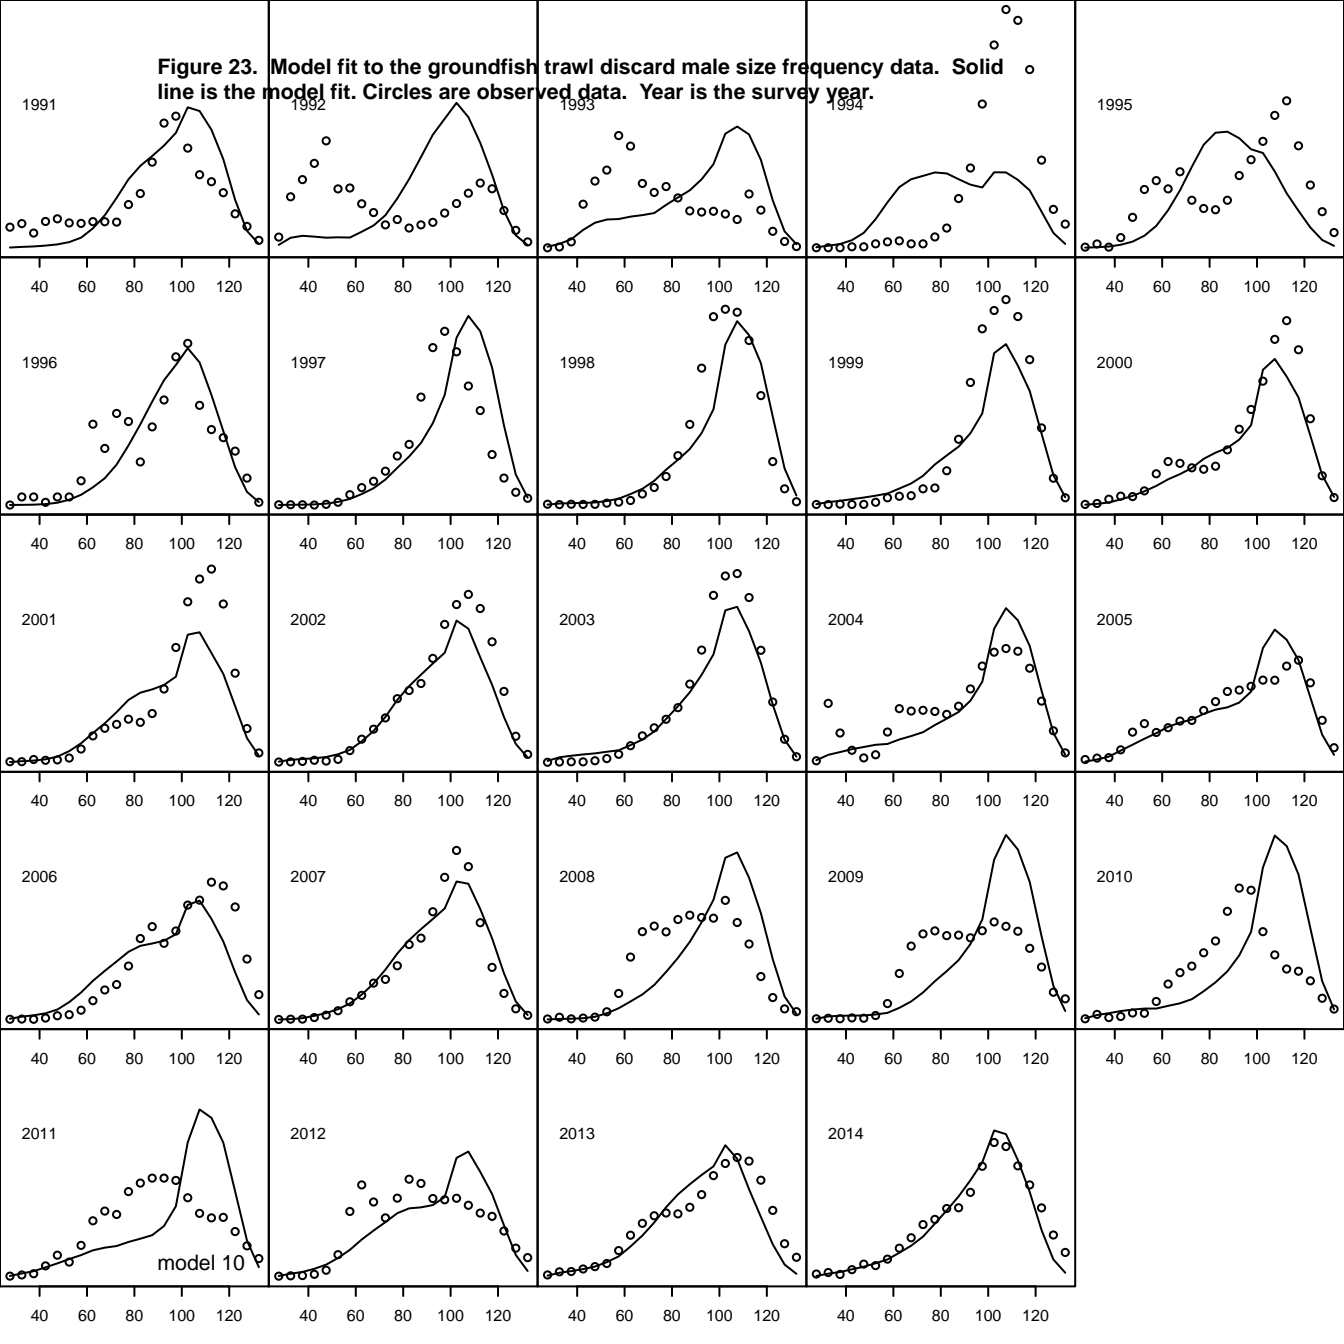 Figure 23. Model fit to the groundfish trawl discard male size frequency data. Solid
line is the model fit. Circles are observed data. Year is the survey year.
1991 1992 1993 1994 1995
40 60 80 100 120 40 60 80 100 120 40 60 80 100 120 40 60 80 100 120 40 60 80 100 120
1996 1997 1998 1999 2000
40 60 80 100 120 40 60 80 100 120 40 60 80 100 120 40 60 80 100 120 40 60 80 100 120
2001 2002 2003 2004 2005
40 60 80 100 120 40 60 80 100 120 40 60 80 100 120 40 60 80 100 120 40 60 80 100 120
2006 2007 2008 2009 2010
40 60 80 100 120 40 60 80 100 120 40 60 80 100 120 40 60 80 100 120 40 60 80 100 120
2011 2012 2013 2014
model 10
40 60 80 100 120 40 60 80 100 120 40 60 80 100 120 40 60 80 100 120